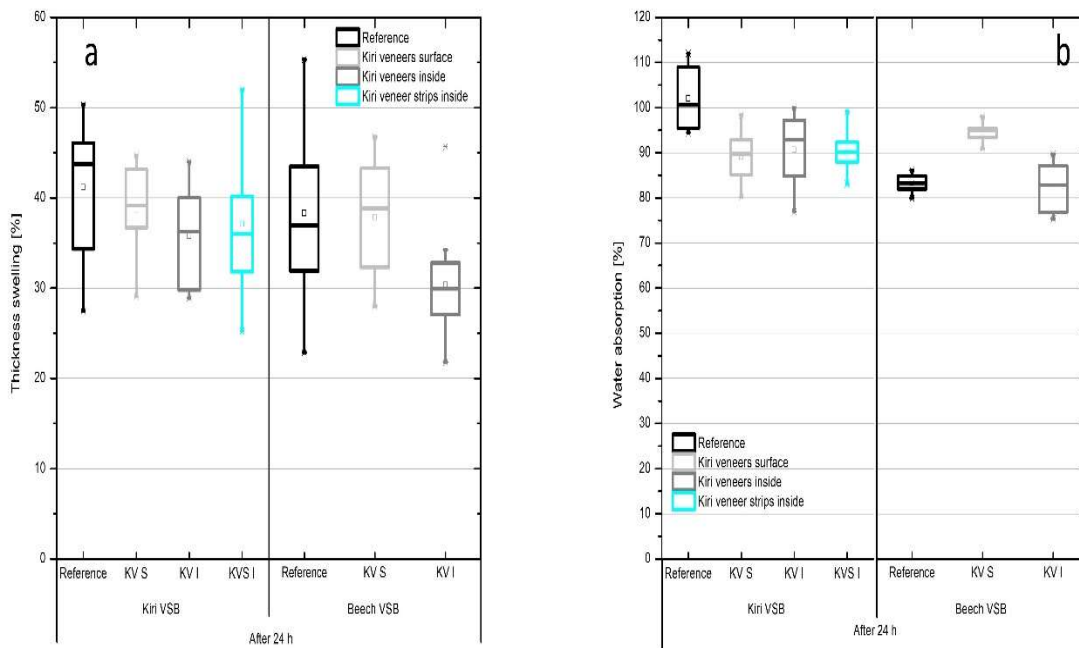 a
Thickness swelling [%]
60
50
40
30
20
10
0
Reference
Kiri veneers surface
Kiri veneers inside
Kiri veneer strips inside
Reference KV S KV I KVS I Reference KV S KV I
Kiri VSB Beech VSB
After 24 h
b
Water absorption [%]
120
110
100
90
80
70
60
50
40
30
20
10
0
Reference
Kiri veneers surface
Kiri veneers inside
Kiri veneer strips inside
Reference KV S KV I KVS I Reference KV S KV I
Kiri VSB Beech VSB
After 24 h